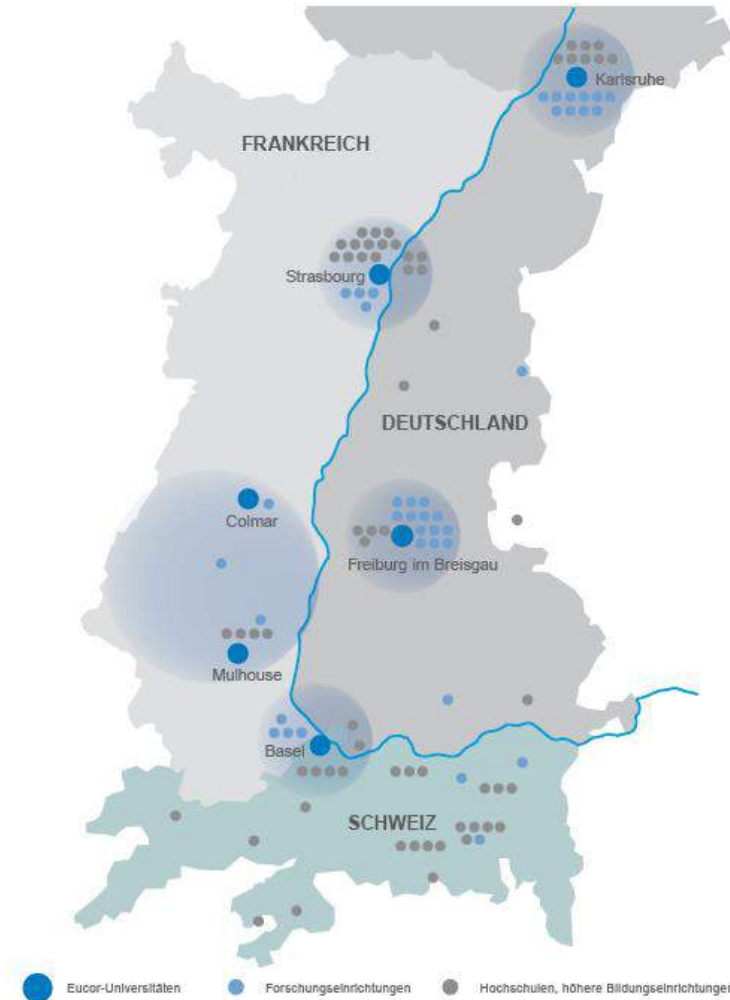 Karlsruhe
FRANKREICH
Strasbourg
DEUTSCHLAND
Colmar
Freiburg im Breisgau
Mulhouse
Basel
SCHWEIZ
Eucor-Universitäten
Forschungseinrichtungen
Hochschulen, höhere Bildungseinrichtungen